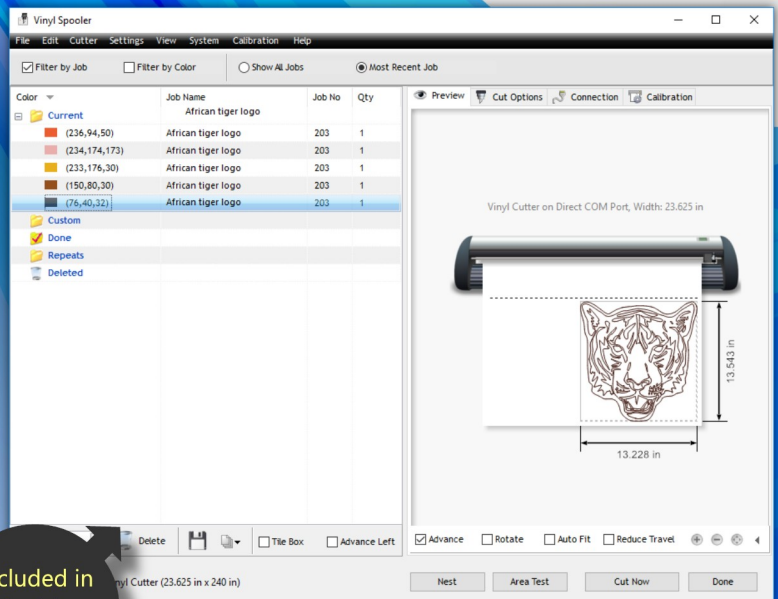 Vinyl Spooler
File Edit Cutter Settings View System Calibration Help
Filter by Job Filter by Color Show All Jobs Most Recent Job
Color Job Name Job No Qty
Current African tiger logo
(236,94,50) African tiger logo 203 1
(234,174,173) African tiger logo 203 1
(233,176,30) African tiger logo 203 1
(150,80,30) African tiger logo 203 1
(76,40,32) African tiger logo 203 1
Custom
Done
Repeats
Deleted
Delete Tile Box Advance Left
Preview Cut Options Connection Calibration
Vinyl Cutter on Direct COM Port, Width: 23.625 in
13.543 in
13.228 in
Advance Rotate Auto Fit Reduce Travel
Cutter (23.625 in x 240 in)
Nest Area Test Cut Now Done
in